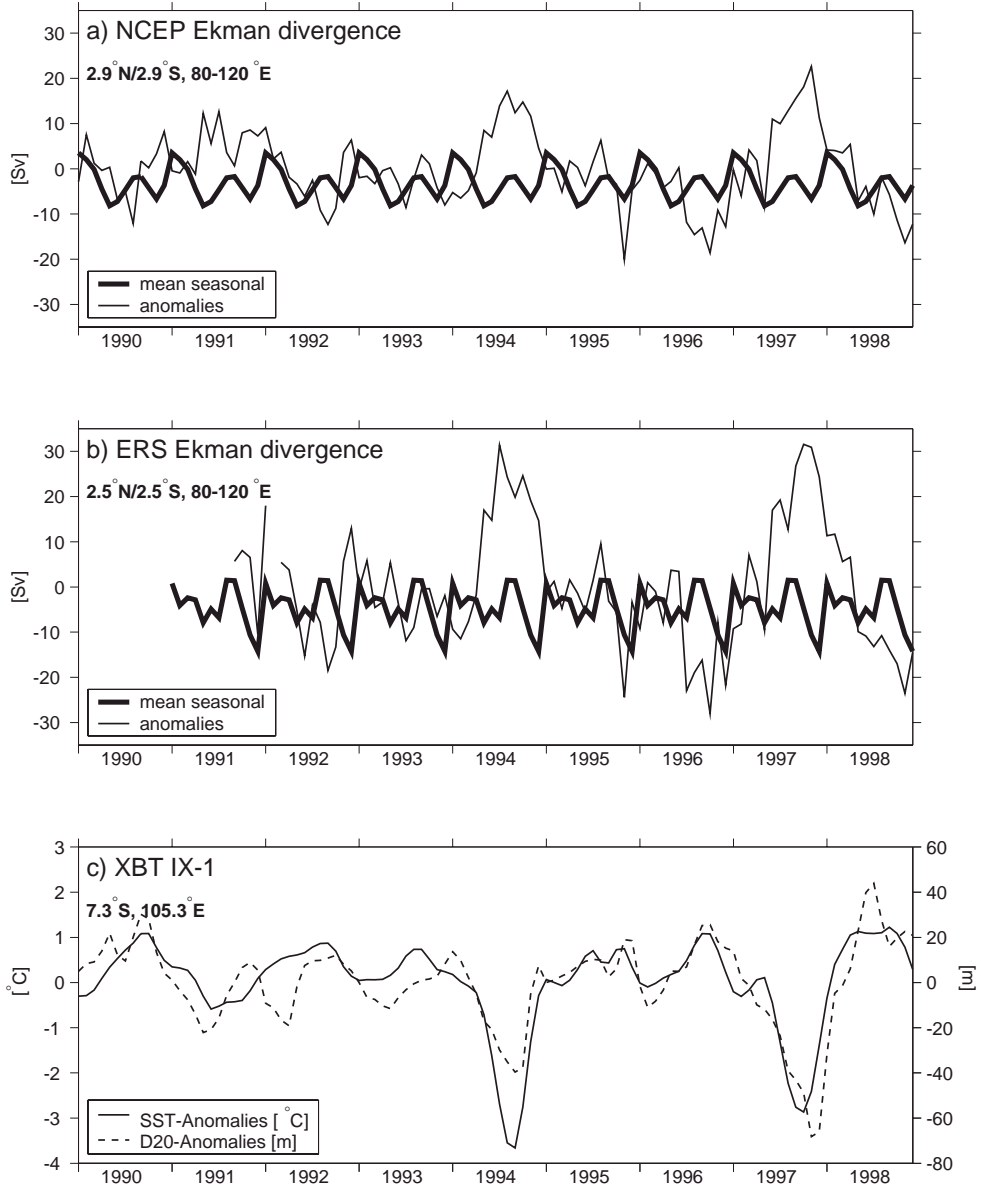 a) NCEP Ekman divergence
2.9°N/2.9°S, 80-120 °E
30
20
10
0
-10
-20
-30
[Sv]
mean seasonal
anomalies
1990 1991 1992 1993 1994 1995 1996 1997 1998
b) ERS Ekman divergence
2.5°N/2.5°S, 80-120 °E
30
20
10
0
-10
-20
-30
[Sv]
mean seasonal
anomalies
1990 1991 1992 1993 1994 1995 1996 1997 1998
c) XBT IX-1
7.3°S, 105.3°E
3
2
1
0
-1
-2
-3
-4
[°C]
60
40
20
0
-20
-40
-60
-80
[m]
SST-Anomalies [ °C]
D20-Anomalies [m]
1990 1991 1992 1993 1994 1995 1996 1997 1998